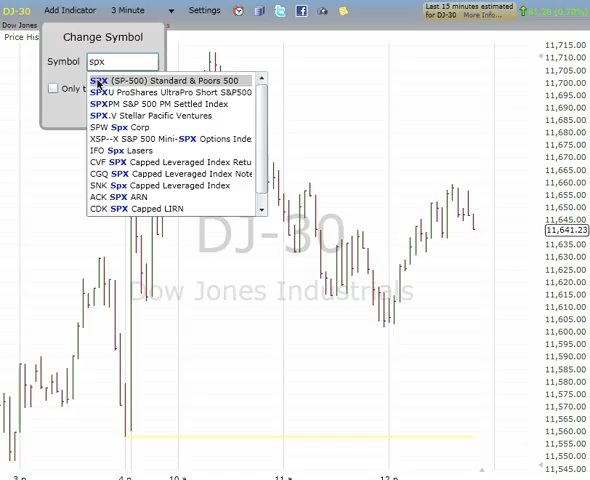 DJ-30 Add Indicator 3 Minute Settings Last 15 minutes estimated for DJ-30 More Info... 61.28 (0.70%)
Dow Jones
Price His
Change Symbol
Symbol spx
Only t
SPX (SP-500) Standard & Poors 500
SPXU ProShares UltraPro Short S&P500
SPXPM S&P 500 PM Settled Index
SPX.V Stellar Pacific Ventures
SPW Spx Corp
XSP--X S&P 500 Mini-SPX Options Inde
IFO Spx Lasers
CVF SPX Capped Leveraged Index Retu
CGQ SPX Capped Leveraged Index Note
SNK Spx Capped Leveraged Index
ACK SPX ARN
CDK SPX Capped LIRN
DJ-30
Dow Jones Industrials
11,715.00
11,710.00
11,705.00
11,700.00
11,695.00
11,690.00
11,685.00
11,680.00
11,675.00
11,670.00
11,665.00
11,660.00
11,655.00
11,650.00
11,645.00
11,641.23
11,635.00
11,630.00
11,625.00
11,620.00
11,615.00
11,610.00
11,605.00
11,600.00
11,595.00
11,590.00
11,585.00
11,580.00
11,575.00
11,570.00
11,565.00
11,560.00
11,555.00
11,550.00
11,545.00
3 p 4 p 10 a 11 a 12 p